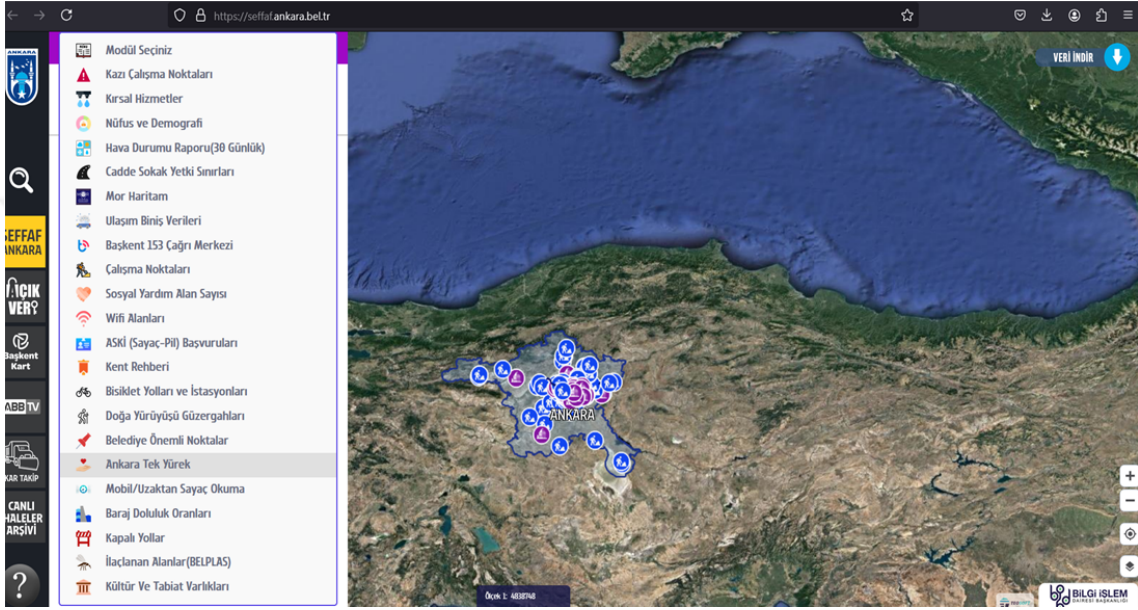 https://seffaf.ankara.bel.tr
ANKARA
Modül Seçiniz
Kazı Çalışma Noktaları
Kırsal Hizmetler
Nüfus ve Demografi
Hava Durumu Raporu(30 Günlük)
Cadde Sokak Yetki Sınırları
Mor Haritam
Ulaşım Biniş Verileri
Başkent 153 Çağrı Merkezi
Çalışma Noktaları
Sosyal Yardım Alan Sayısı
Wifi Alanları
ASKİ (Sayaç-Pil) Başvuruları
Kent Rehberi
Bisiklet Yolları ve İstasyonları
Doğa Yürüyüşü Güzergahları
Belediye Önemli Noktalar
Ankara Tek Yürek
Mobil/Uzaktan Sayaç Okuma
Baraj Doluluk Oranları
Kapalı Yollar
İlaçlanan Alanlar(BELPLAS)
Kültür Ve Tabiat Varlıkları
ŞEFFAF
ANKARA
AÇIK
VERİ
Başkent
Kart
ABB TV
KAR TAKİP
CANLI
İHALELER
ARŞİVİ
?
VERİ İNDİR
ANKARA
+
−
Ölçek 1: 4030740
BİLGİ İŞLEM
DAİRESİ BAŞKANLIĞI